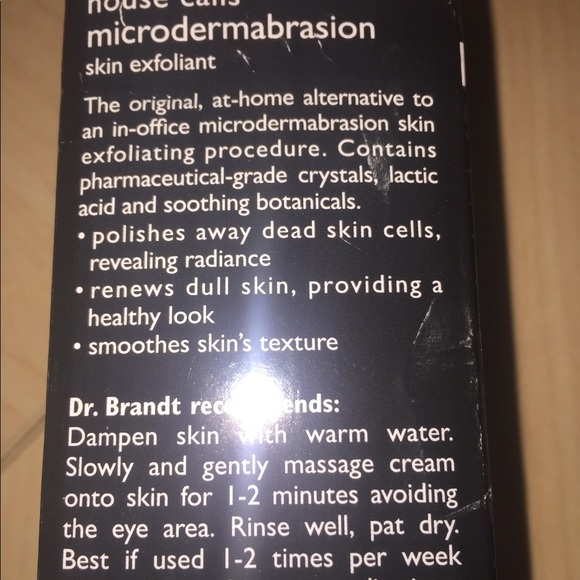 house calls
microdermabrasion
skin exfoliant
The original, at-home alternative to
an in-office microdermabrasion skin
exfoliating procedure. Contains
pharmaceutical-grade crystals, lactic
acid and soothing botanicals.
• polishes away dead skin cells,
revealing radiance
• renews dull skin, providing a
healthy look
• smoothes skin's texture
Dr. Brandt recommends:
Dampen skin with warm water.
Slowly and gently massage cream
onto skin for 1-2 minutes avoiding
the eye area. Rinse well, pat dry.
Best if used 1-2 times per week